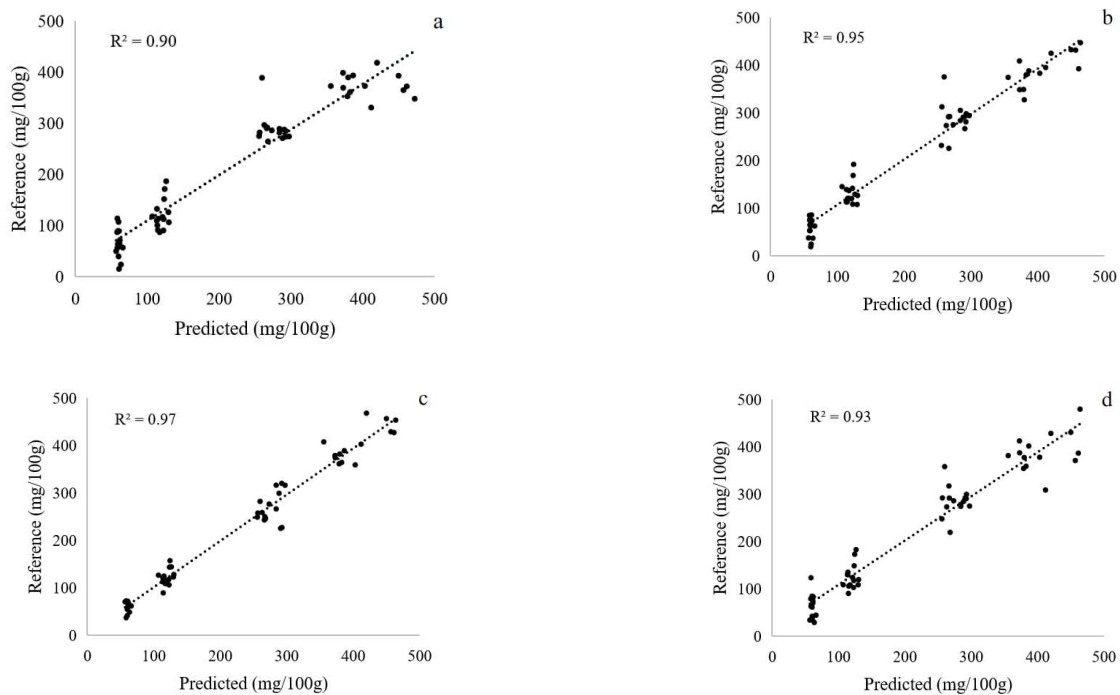 a
R² = 0.90
500
400
300
200
100
0
Reference (mg/100g)
0 100 200 300 400 500
Predicted (mg/100g)
b
R² = 0.95
500
400
300
200
100
0
Reference (mg/100g)
0 100 200 300 400 500
Predicted (mg/100g)
c
R² = 0.97
500
400
300
200
100
0
Reference (mg/100g)
0 100 200 300 400 500
Predicted (mg/100g)
d
R² = 0.93
500
400
300
200
100
0
Reference (mg/100g)
0 100 200 300 400 500
Predicted (mg/100g)